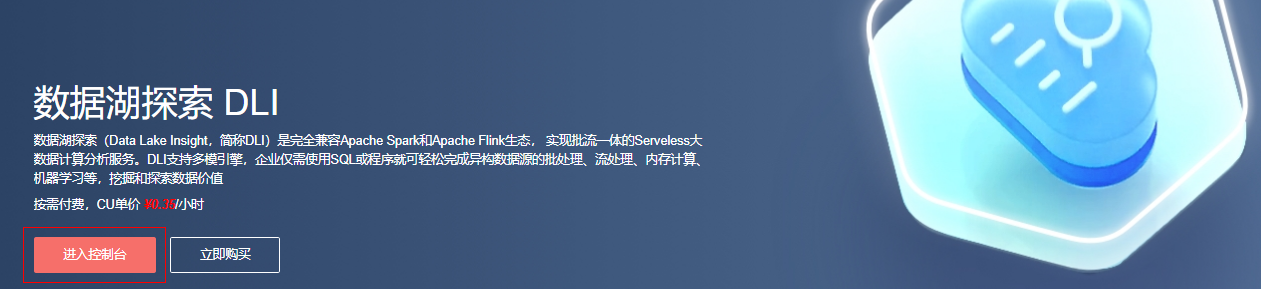 数据湖探索 DLI
数据湖探索（Data Lake Insight，简称DLI）是完全兼容Apache Spark和Apache Flink生态， 实现批流一体的Serveless大
数据计算分析服务。DLI支持多模引擎，企业仅需使用SQL或程序就可轻松完成异构数据源的批处理、流处理、内存计算、
机器学习等，挖掘和探索数据价值
按需付费，CU单价 /小时
进入控制台
立即购买